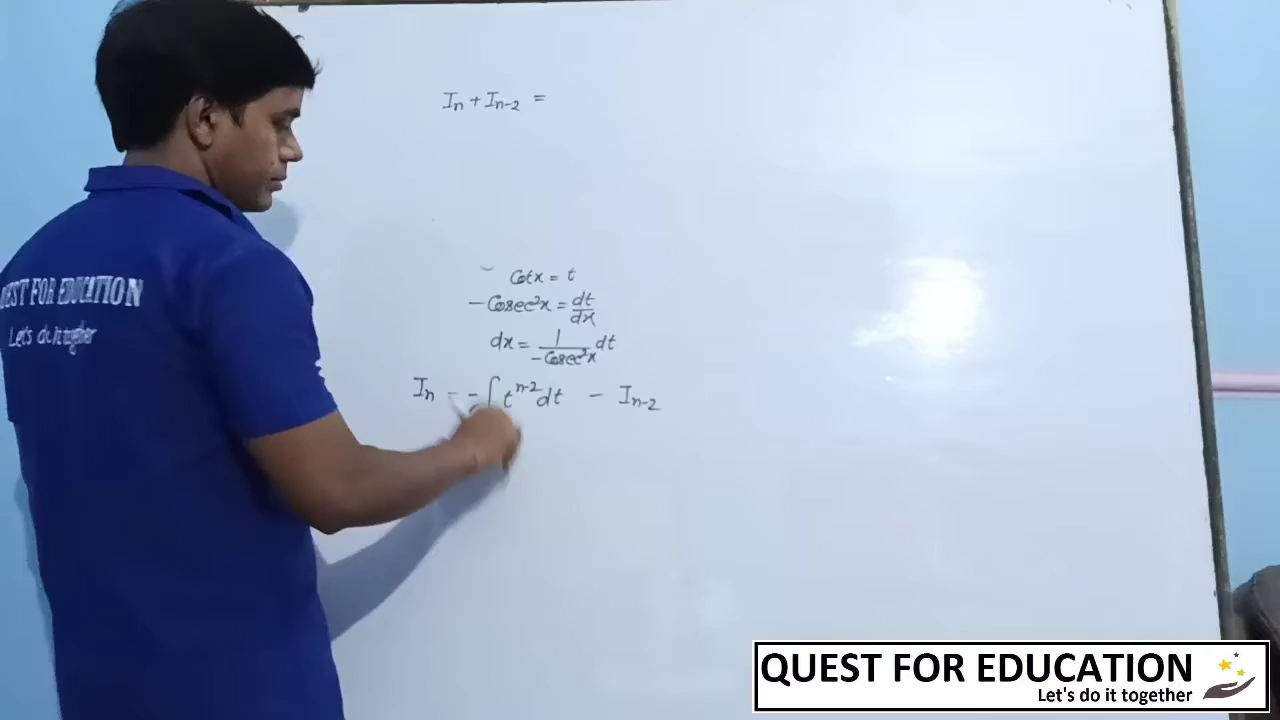 Iₙ + Iₙ₋₂ =
Cotx = t
- Cosec²x = dt/dx
dx = 1/-Cosec²x dt
Iₙ = - ∫ tⁿ⁻² dt - Iₙ₋₂
QUEST FOR EDUCATION
Let's do it together
QUEST FOR EDUCATION
Let's do it together